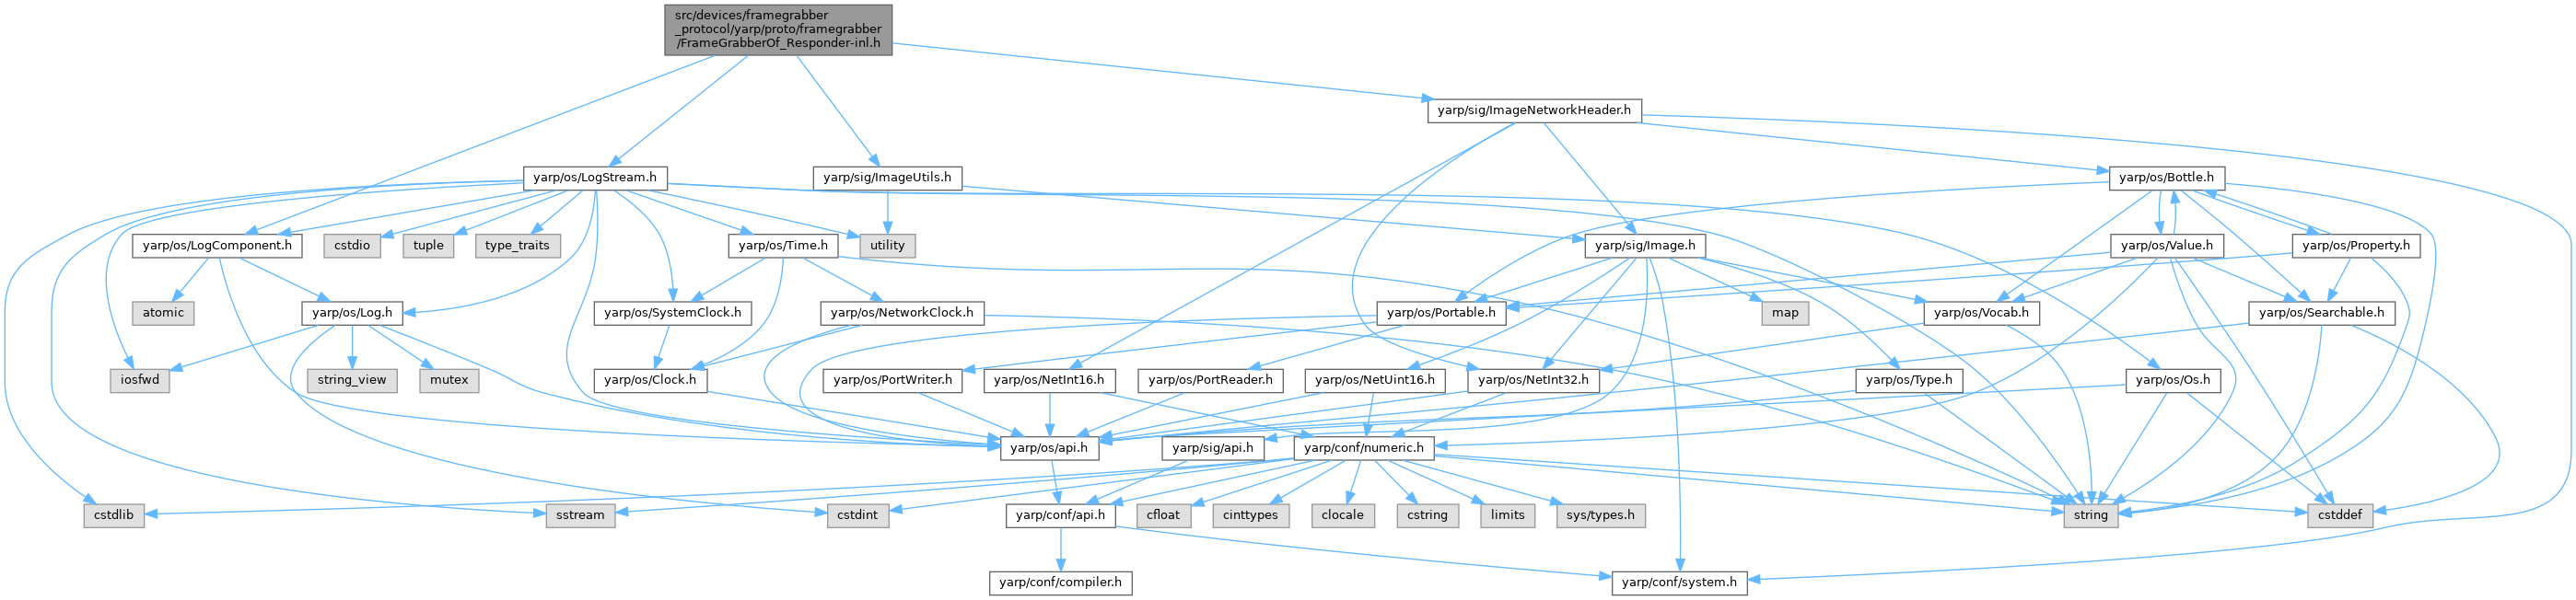 src/devices/framegrabber
_protocol/yarp/proto/framegrabber
/FrameGrabberOf_Responder-inl.h
yarp/sig/ImageNetworkHeader.h
yarp/os/LogStream.h
yarp/sig/ImageUtils.h
yarp/os/Bottle.h
yarp/os/LogComponent.h
cstdio
tuple
type_traits
yarp/os/Time.h
utility
yarp/sig/Image.h
yarp/os/Value.h
yarp/os/Property.h
atomic
yarp/os/Log.h
yarp/os/SystemClock.h
yarp/os/NetworkClock.h
yarp/os/Portable.h
map
yarp/os/Vocab.h
yarp/os/Searchable.h
iosfwd
string_view
mutex
yarp/os/Clock.h
yarp/os/PortWriter.h
yarp/os/NetInt16.h
yarp/os/PortReader.h
yarp/os/NetUint16.h
yarp/os/NetInt32.h
yarp/os/Type.h
yarp/os/Os.h
yarp/os/api.h
yarp/sig/api.h
yarp/conf/numeric.h
cstdlib
sstream
cstdint
yarp/conf/api.h
cfloat
cinttypes
clocale
cstring
limits
sys/types.h
string
cstddef
yarp/conf/compiler.h
yarp/conf/system.h